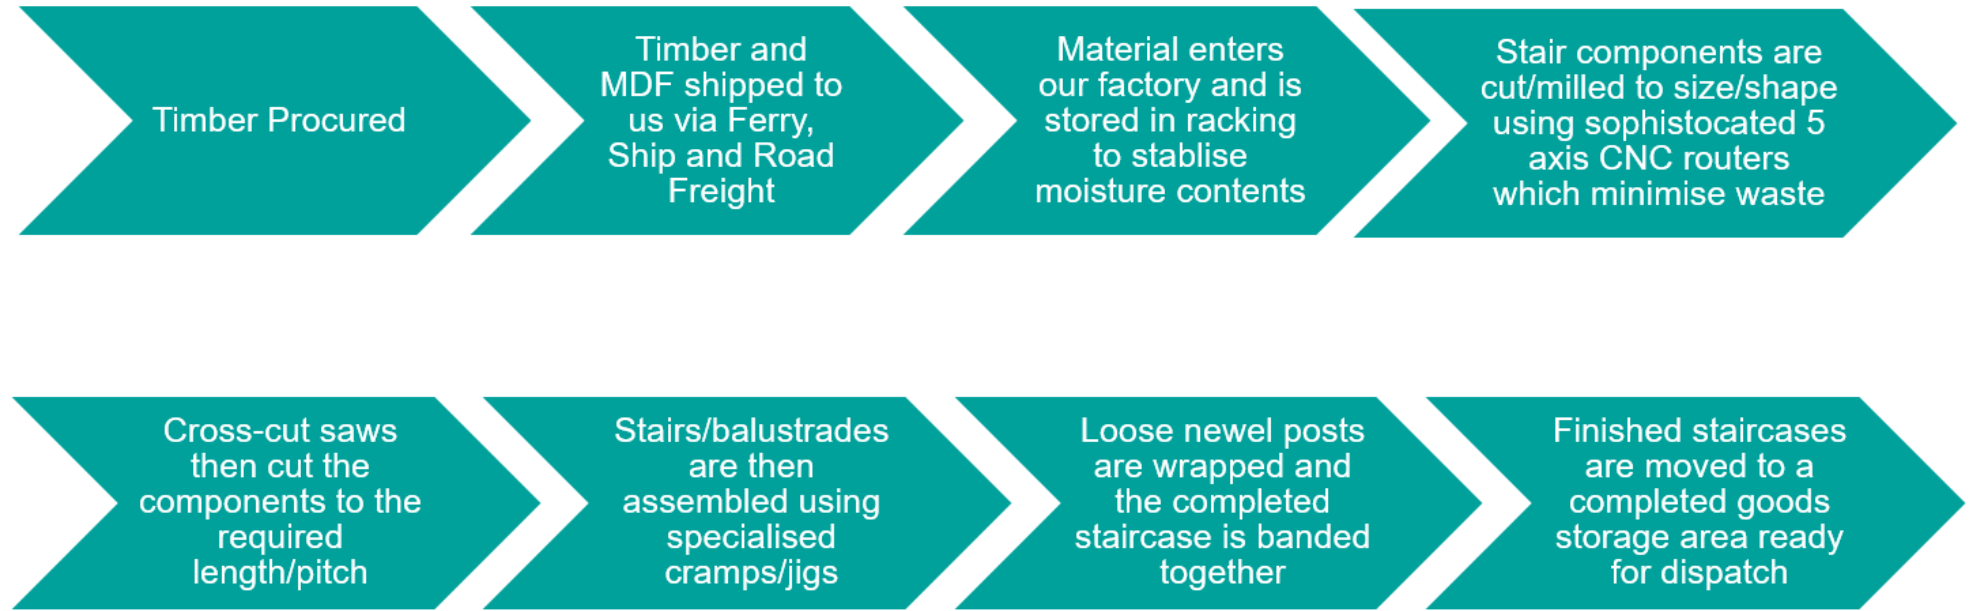 Timber Procured
Timber and
MDF shipped to
us via Ferry,
Ship and Road
Freight
Material enters
our factory and is
stored in racking
to stablise
moisture contents
Stair components are
cut/milled to size/shape
using sophistocated 5
axis CNC routers
which minimise waste
Cross-cut saws
then cut the
components to the
required
length/pitch
Stairs/balustrades
are then
assembled using
specialised
cramps/jigs
Loose newel posts
are wrapped and
the completed
staircase is banded
together
Finished staircases
are moved to a
completed goods
storage area ready
for dispatch